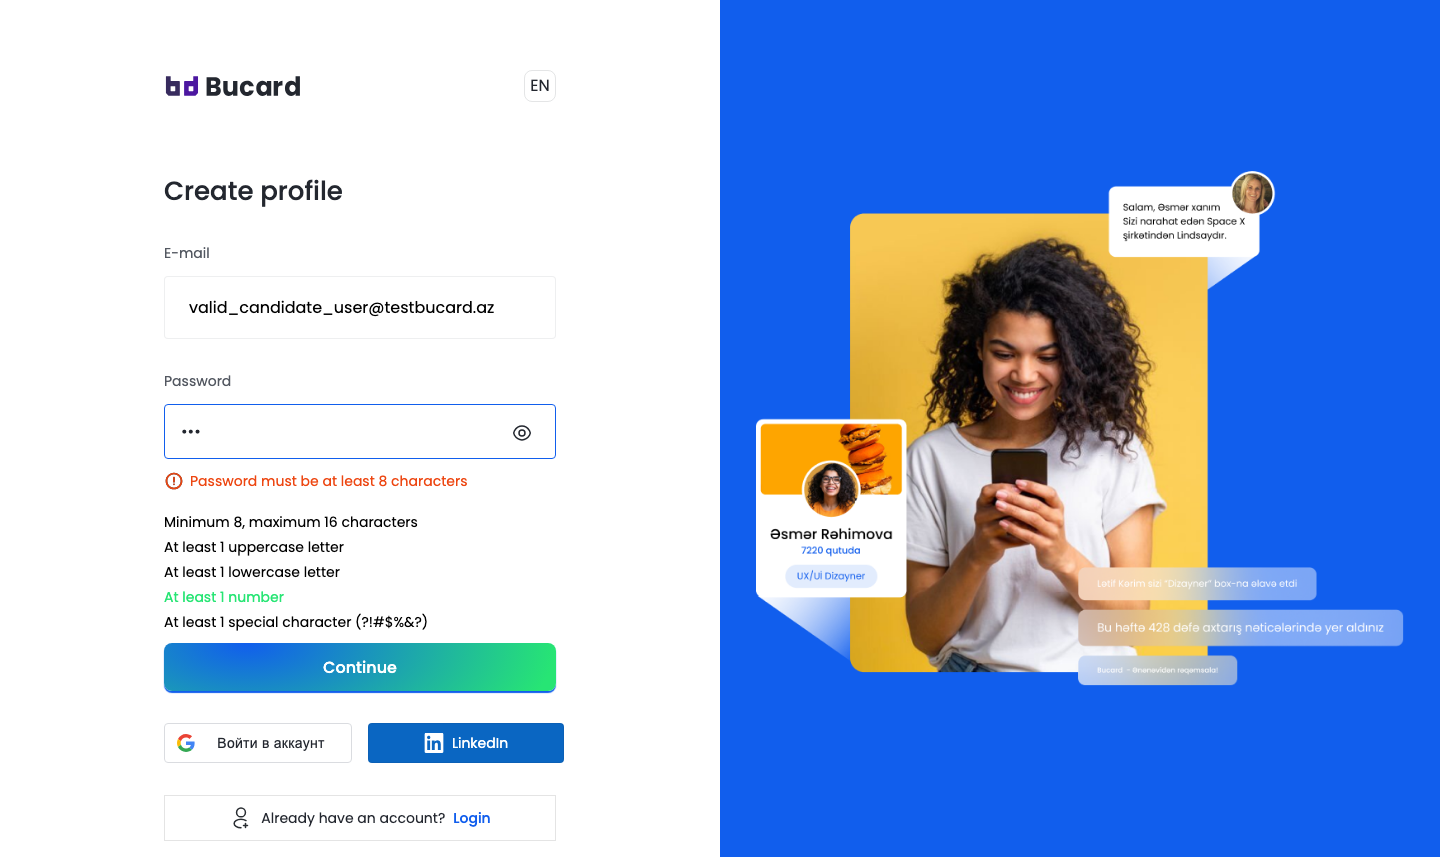 Bucard
EN
Create profile
E-mail
valid_candidate_user@testbucard.az
Password
•••
Password must be at least 8 characters
Minimum 8, maximum 16 characters
At least 1 uppercase letter
At least 1 lowercase letter
At least 1 number
At least 1 special character (?!#$%&?)
Continue
Войти в аккаунт
LinkedIn
Already have an account? Login
Salam, Əsmər xanım
Sizi narahat edən Space X
şirkətindən Lindsaydır.
Əsmər Rəhimova
7220 qutuda
UX/Uİ Dizayner
Lətif Kərim sizi “Dizayner” box-na əlavə etdi
Bu həftə 428 dəfə axtarış nəticələrində yer aldınız
Bucard - Ənənəvidən rəqəmsala!